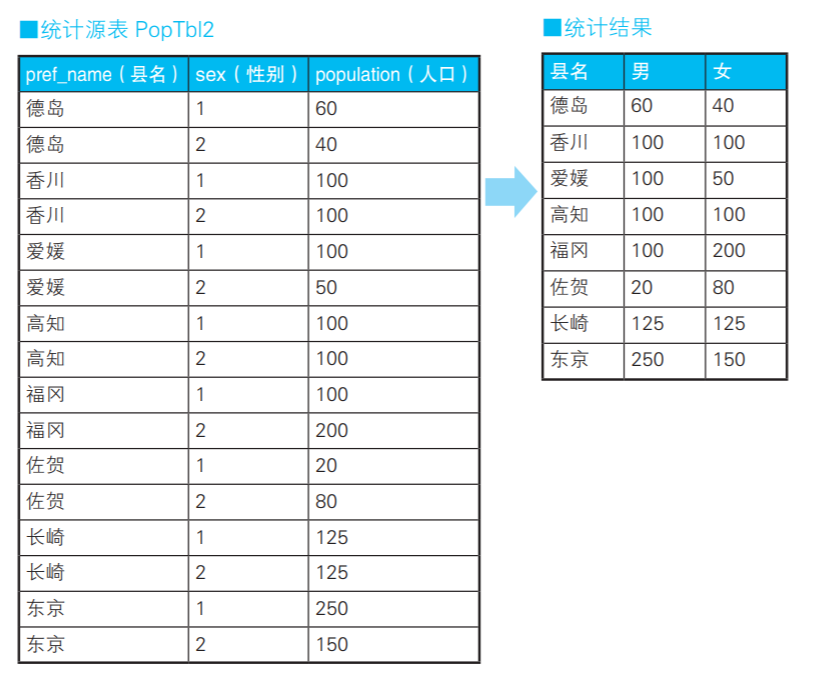 ■统计源表 PopTbl2
pref_name（县名） sex（性别） population（人口）
德岛 1 60
德岛 2 40
香川 1 100
香川 2 100
爱媛 1 100
爱媛 2 50
高知 1 100
高知 2 100
福冈 1 100
福冈 2 200
佐贺 1 20
佐贺 2 80
长崎 1 125
长崎 2 125
东京 1 250
东京 2 150
■统计结果
县名 男 女
德岛 60 40
香川 100 100
爱媛 100 50
高知 100 100
福冈 100 200
佐贺 20 80
长崎 125 125
东京 250 150